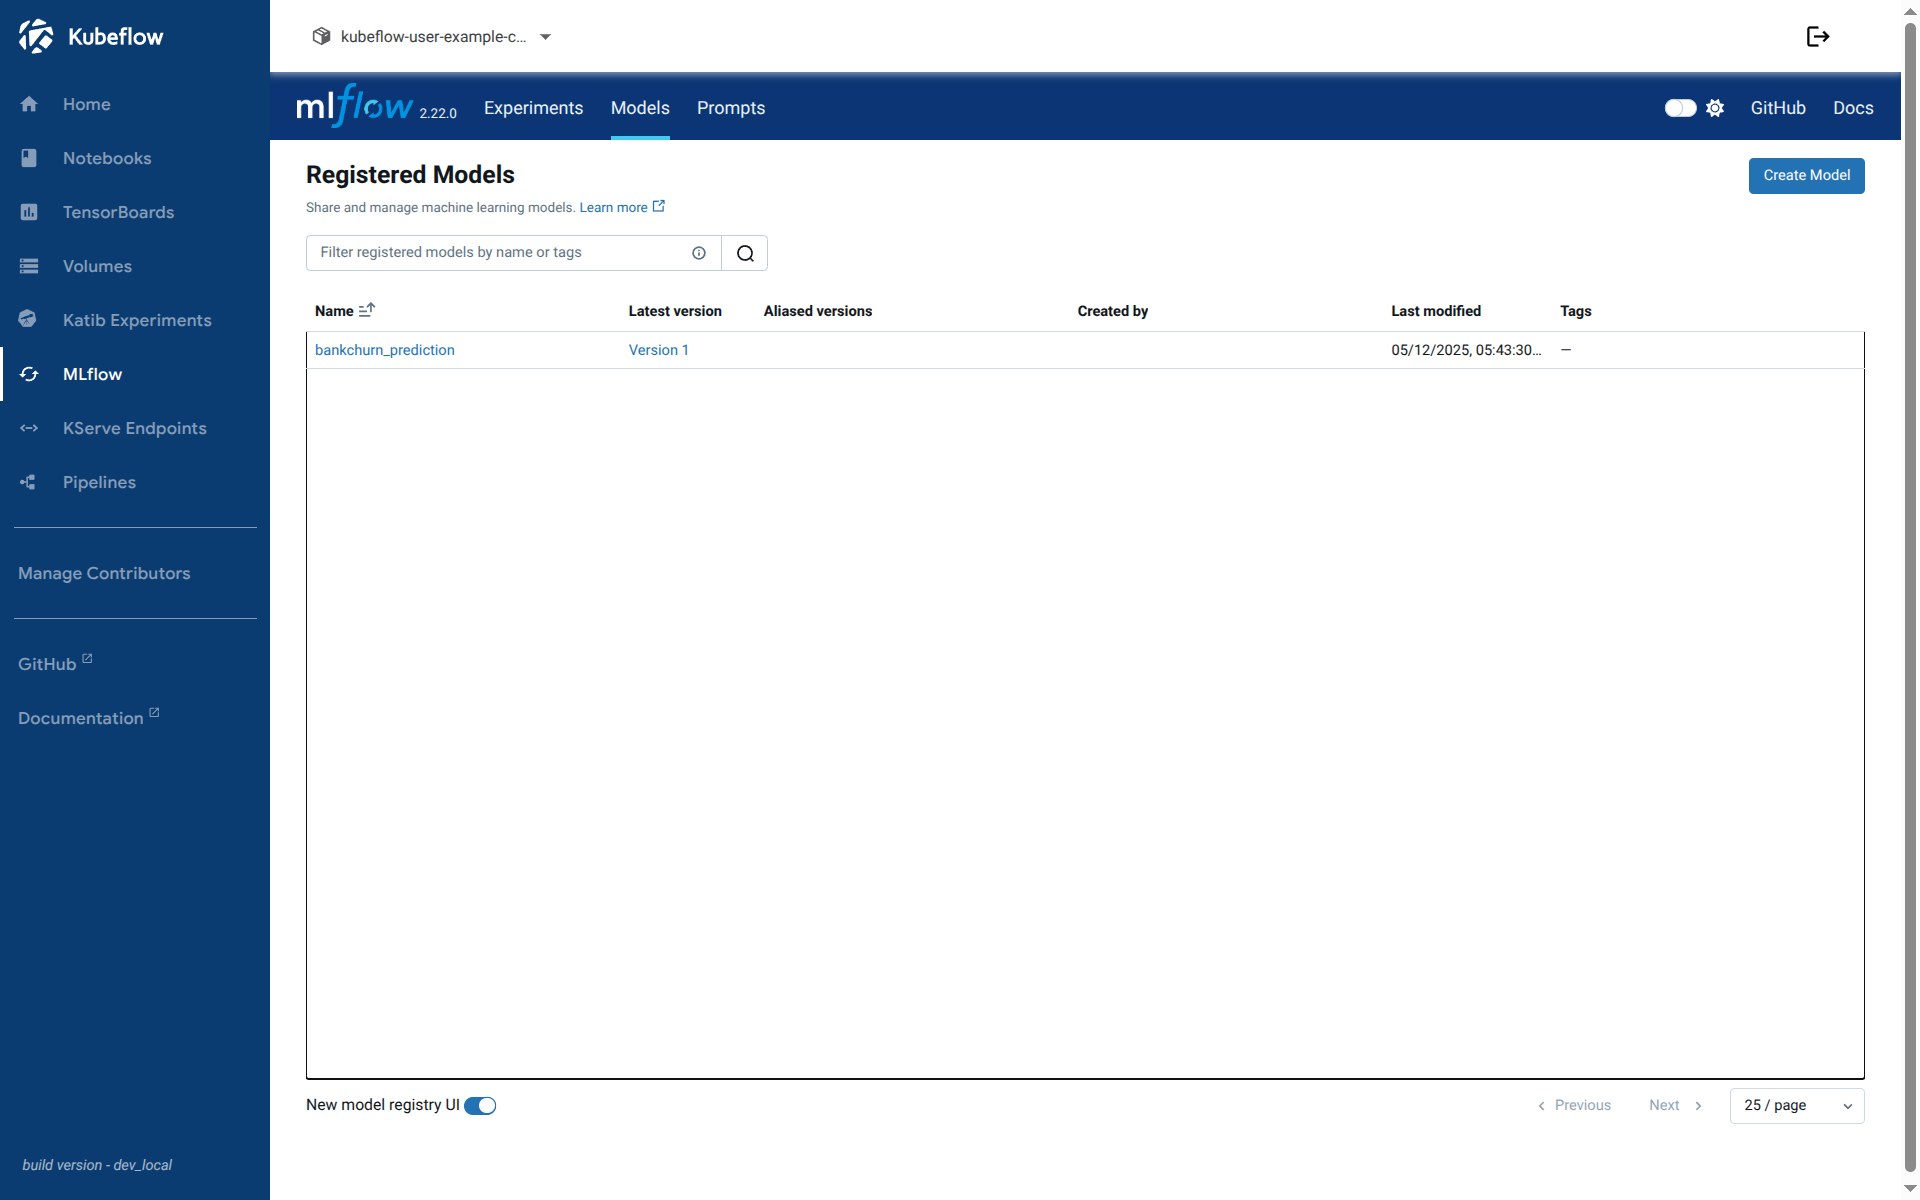 Kubeflow
Home
Notebooks
TensorBoards
Volumes
Katib Experiments
MLflow
KServe Endpoints
Pipelines
Manage Contributors
GitHub
Documentation
build version - dev_local
kubeflow-user-example-c...
mlflow 2.22.0 Experiments Models Prompts GitHub Docs
Registered Models Create Model
Share and manage machine learning models. Learn more
Filter registered models by name or tags
Name Latest version Aliased versions Created by Last modified Tags
bankchurn_prediction Version 1 05/12/2025, 05:43:30... —
New model registry UI Previous Next 25 / page